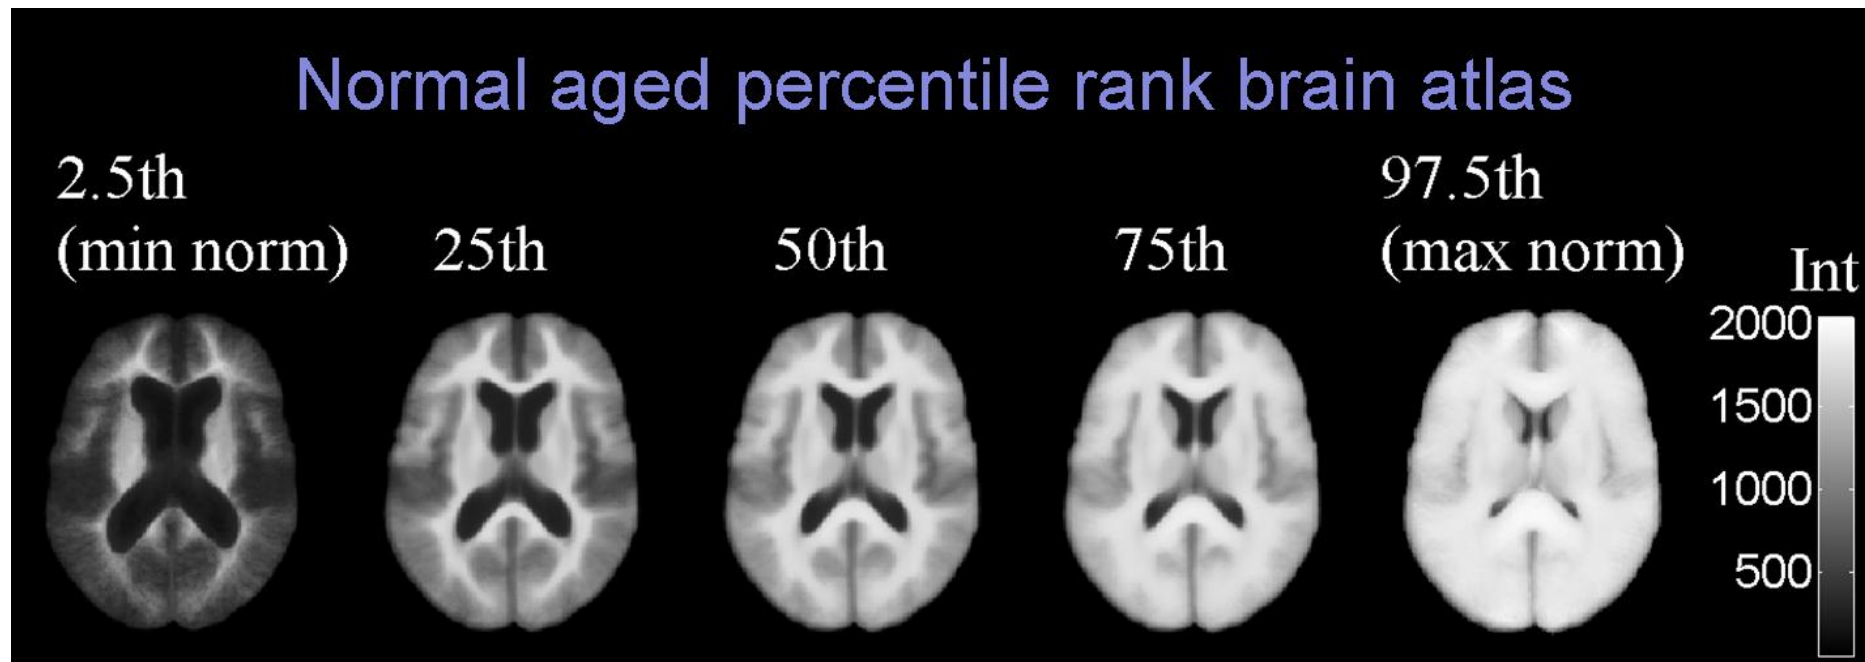 Normal aged percentile rank brain atlas
2.5th
(min norm)
25th
50th
75th
97.5th
(max norm)
Int
2000
1500
1000
500